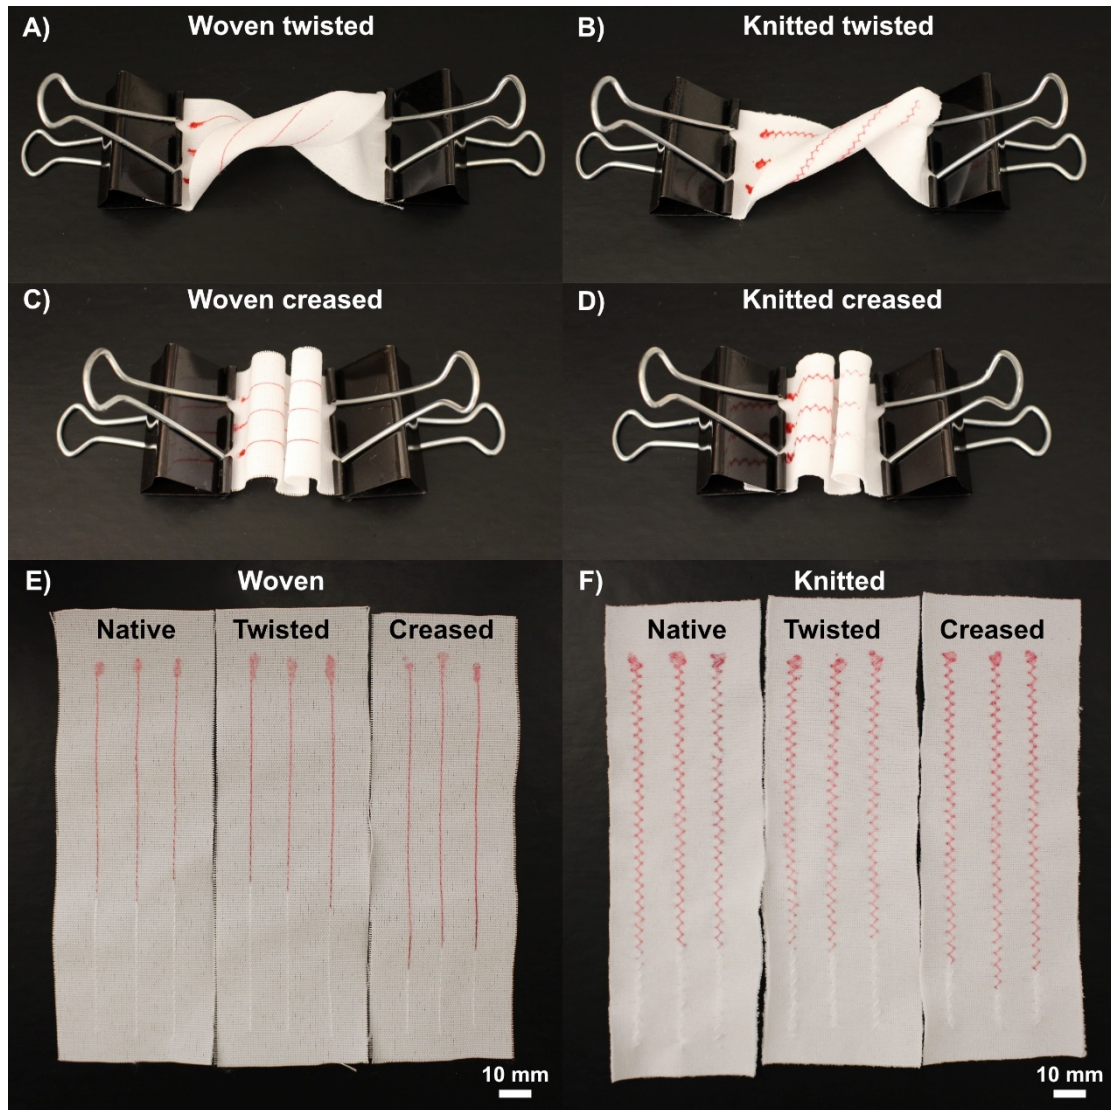 A) Woven twisted
B) Knitted twisted
C) Woven creased
D) Knitted creased
E) Woven
Native Twisted Creased
10 mm
F) Knitted
Native Twisted Creased
10 mm